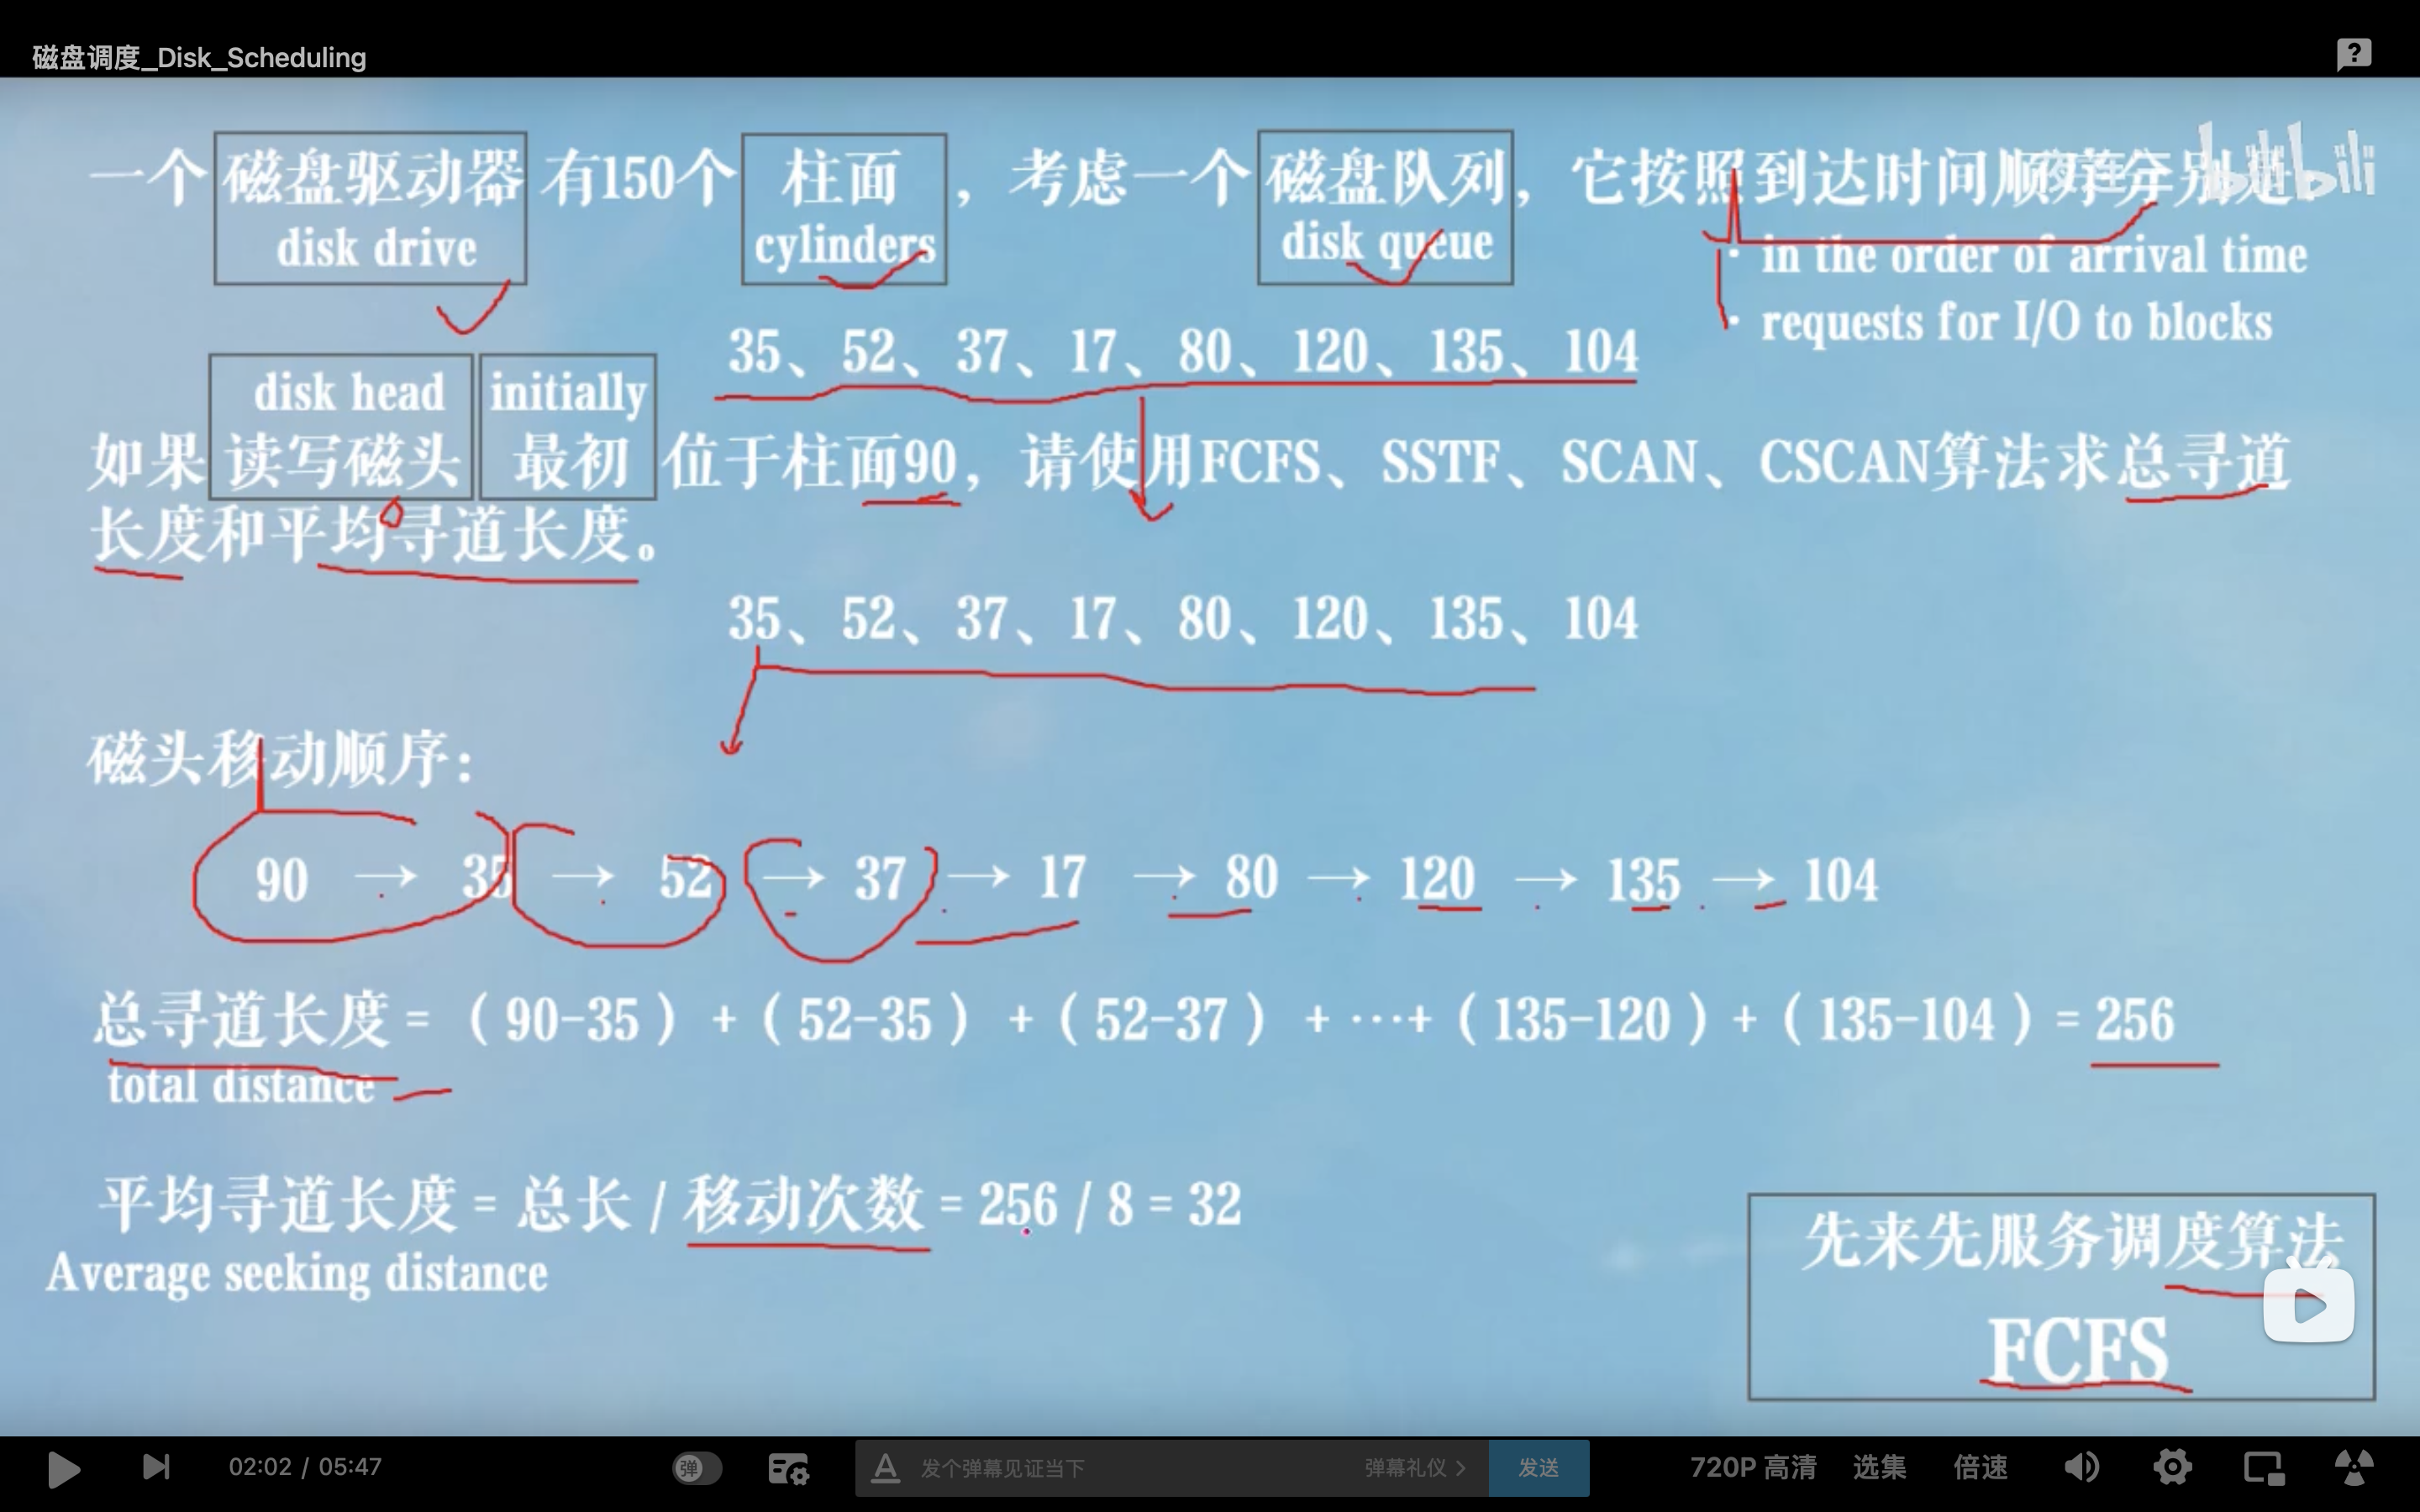 磁盘调度_Disk_Scheduling
一个 磁盘驱动器 有150个 柱面 , 考虑一个 磁盘队列, 它按照到达时间顺序分别是:
disk drive cylinders disk queue
· in the order of arrival time
· requests for I/O to blocks
35、52、37、17、80、120、135、104
disk head initially
如果 读写磁头 最初 位于柱面90, 请使用FCFS、SSTF、SCAN、CSCAN算法求总寻道
长度和平均寻道长度。
35、52、37、17、80、120、135、104
磁头移动顺序:
90 → 35 → 52 → 37 → 17 → 80 → 120 → 135 → 104
总寻道长度 = (90-35) + (52-35) + (52-37) + ···+ (135-120) + (135-104) = 256
total distance
平均寻道长度 = 总长 / 移动次数 = 256 / 8 = 32
Average seeking distance
先来先服务调度算法
FCFS
02:02 / 05:47 弹 发个弹幕见证当下 弹幕礼仪 > 发送 720P 高清 选集 倍速
bilibili